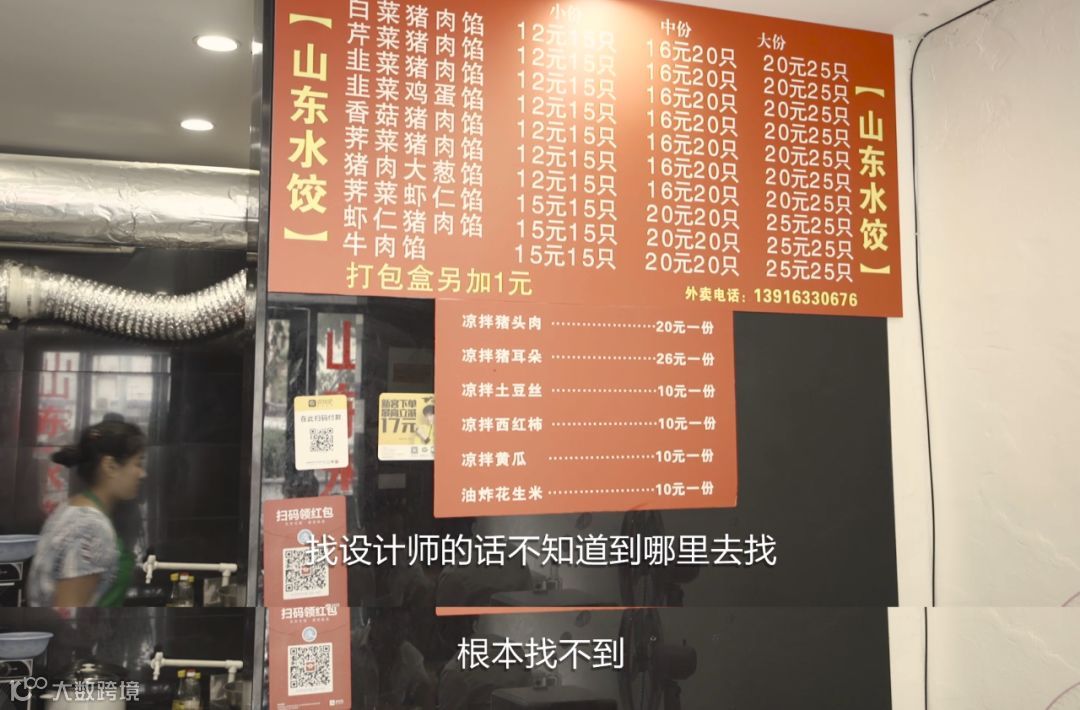 【山东水饺】
小份 中份 大份
白菜猪肉馅 12元15只 16元20只 20元25只
芹菜猪肉馅 12元15只 16元20只 20元25只
韭菜猪肉馅 12元15只 16元20只 20元25只
韭菜鸡蛋馅 12元15只 16元20只 20元25只
香菇猪肉馅 12元15只 16元20只 20元25只
荠菜猪肉馅 12元15只 16元20只 20元25只
猪肉大葱馅 12元15只 16元20只 20元25只
荠菜虾仁馅 15元15只 20元20只 25元25只
虾仁猪肉馅 15元15只 20元20只 25元25只
牛肉馅 15元15只 20元20只 25元25只
【山东水饺】
打包盒另加1元
外卖电话：13916330676
凉拌猪头肉 ··················20元一份
凉拌猪耳朵 ··················26元一份
凉拌土豆丝 ··················10元一份
凉拌西红柿 ··················10元一份
凉拌黄瓜 ··················10元一份
油炸花生米 ··················10元一份
在此扫码付款
新客下单
最高立减
17元
扫码领红包
找设计师的话不知道到哪里去找
扫码领红包
根本找不到
大数跨境